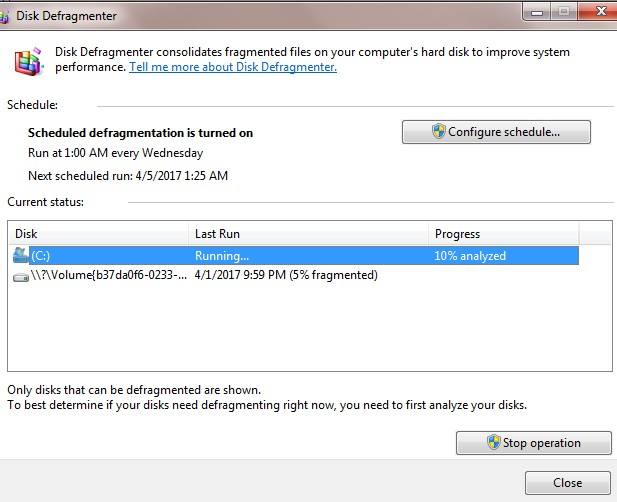 Disk Defragmenter
Disk Defragmenter consolidates fragmented files on your computer's hard disk to improve system
performance. Tell me more about Disk Defragmenter.
Schedule:
Scheduled defragmentation is turned on
Configure schedule...
Run at 1:00 AM every Wednesday
Next scheduled run: 4/5/2017 1:25 AM
Current status:
Disk Last Run Progress
(C:) Running... 10% analyzed
\\?\Volume{b37da0f6-0233-... 4/1/2017 9:59 PM (5% fragmented)
Only disks that can be defragmented are shown.
To best determine if your disks need defragmenting right now, you need to first analyze your disks.
Stop operation
Close